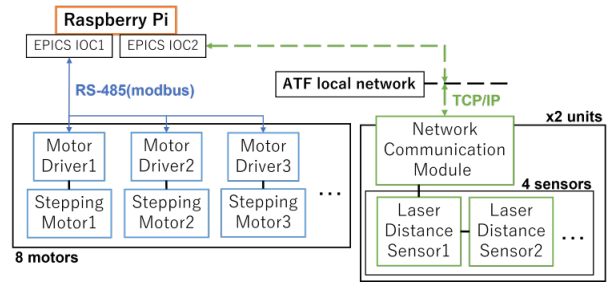 Raspberry Pi
EPICS IOC1
EPICS IOC2
RS-485(modbus)
ATF local network
TCP/IP
x2 units
Motor
Driver1
Motor
Driver2
Motor
Driver3
Stepping
Motor1
Stepping
Motor2
Stepping
Motor3
...
8 motors
Network
Communication
Module
4 sensors
Laser
Distance
Sensor1
Laser
Distance
Sensor2
...